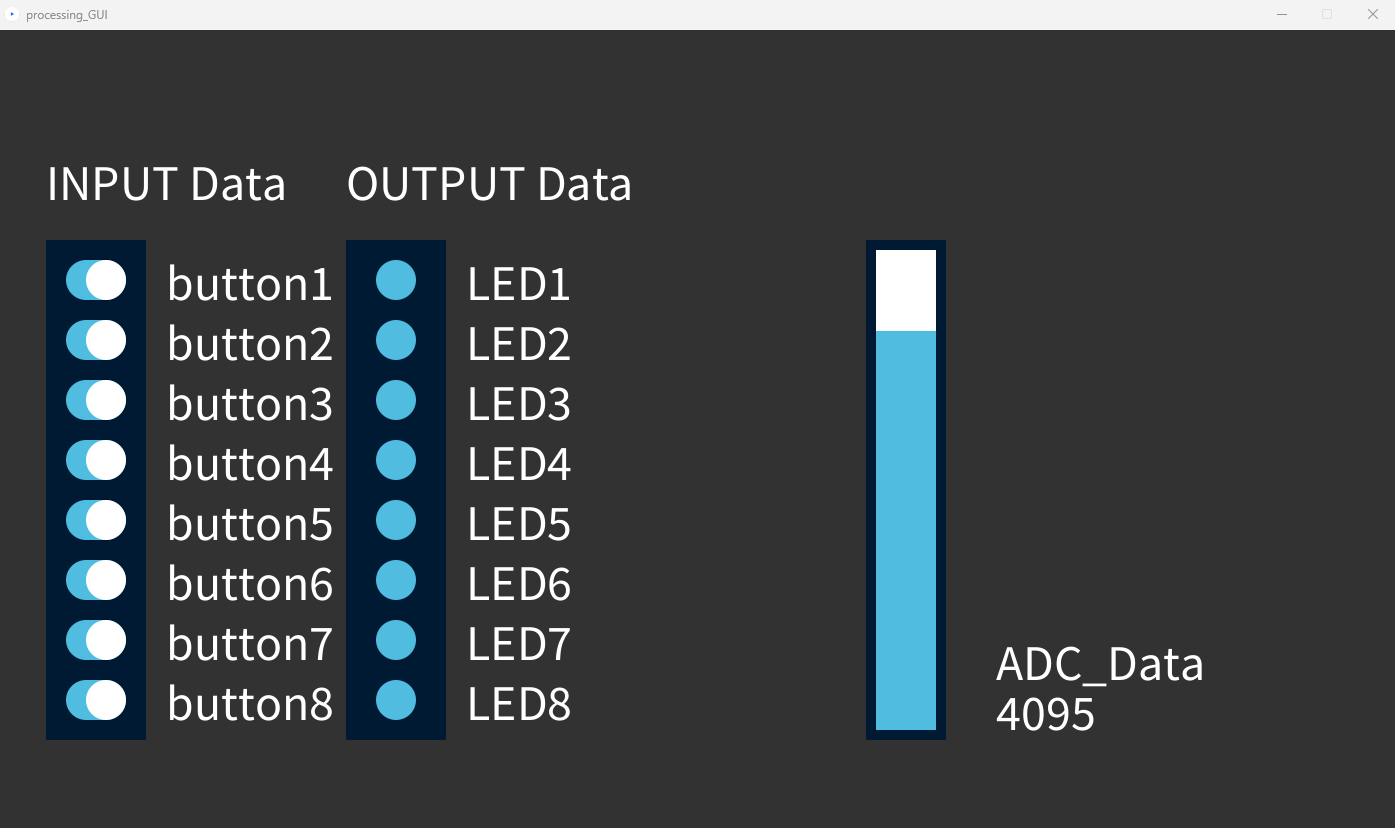 processing_GUI
INPUT Data
OUTPUT Data
button1
LED1
button2
LED2
button3
LED3
button4
LED4
button5
LED5
button6
LED6
button7
LED7
button8
LED8
ADC_Data
4095